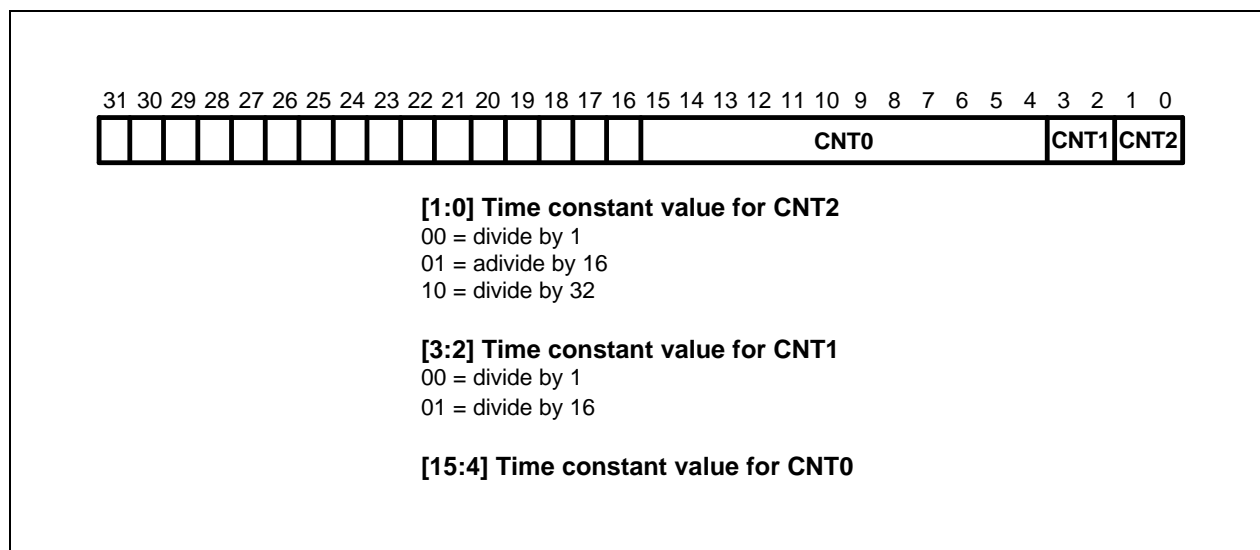 31 30 29 28 27 26 25 24 23 22 21 20 19 18 17 16 15 14 13 12 11 10 9 8 7 6 5 4 3 2 1 0
CNT0 CNT1 CNT2
[1:0] Time constant value for CNT2
00 = divide by 1
01 = adivide by 16
10 = divide by 32
[3:2] Time constant value for CNT1
00 = divide by 1
01 = divide by 16
[15:4] Time constant value for CNT0